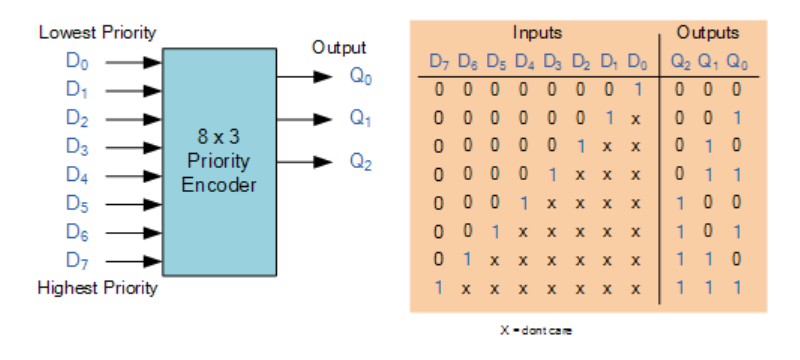 Lowest Priority
D₀
D₁
D₂
D₃
D₄
D₅
D₆
D₇
Highest Priority
8 x 3
Priority
Encoder
Output
Q₀
Q₁
Q₂
Inputs Outputs
D₇ D₆ D₅ D₄ D₃ D₂ D₁ D₀ Q₂ Q₁ Q₀
0 0 0 0 0 0 0 1 0 0 0
0 0 0 0 0 0 1 x 0 0 1
0 0 0 0 0 1 x x 0 1 0
0 0 0 0 1 x x x 0 1 1
0 0 0 1 x x x x 1 0 0
0 0 1 x x x x x 1 0 1
0 1 x x x x x x 1 1 0
1 x x x x x x x 1 1 1
X = dont care